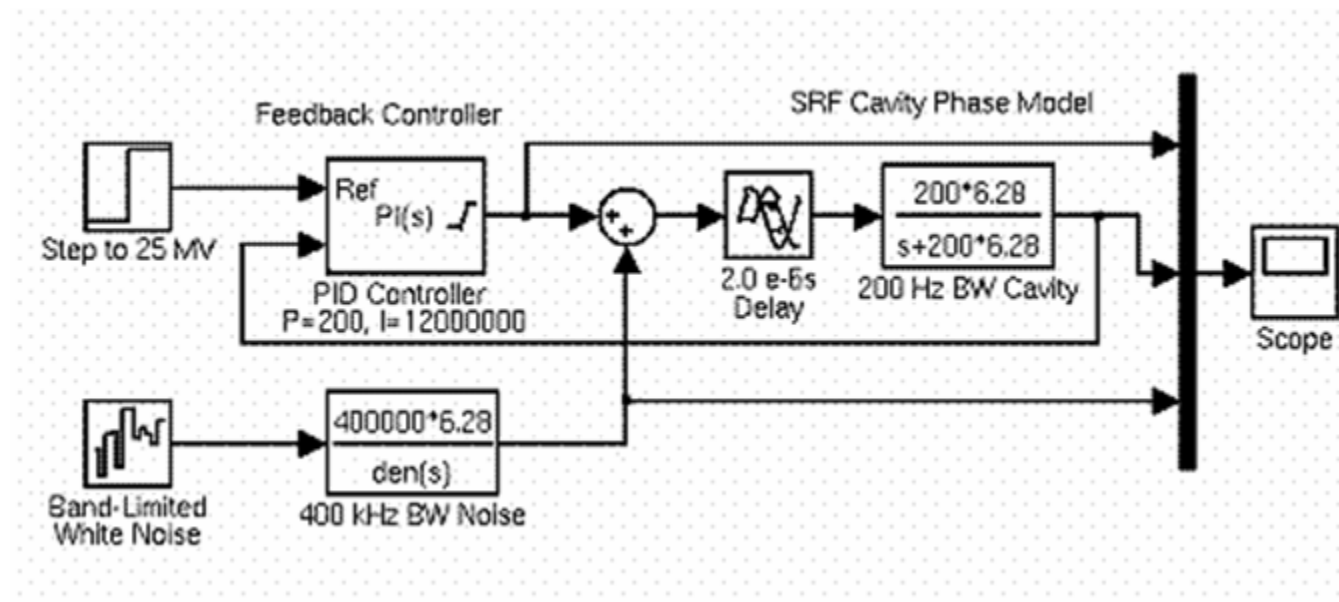 Feedback Controller
SRF Cavity Phase Model
Step to 25 MV
Ref
PI(s)
PID Controller
P=200, I=12000000
+
+
2.0 e-6s
Delay
200*6.28
s+200*6.28
200 Hz BW Cavity
Scope
Band-Limited
White Noise
400000*6.28
den(s)
400 kHz BW Noise